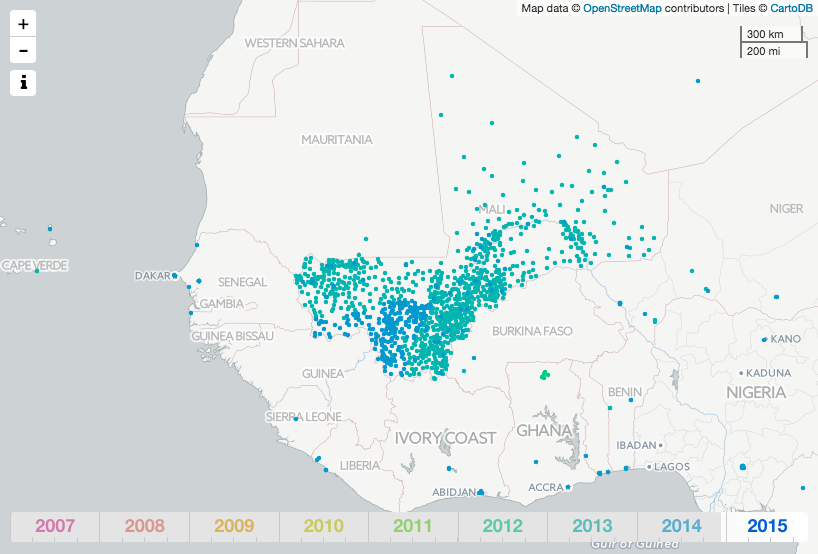 Map data © OpenStreetMap contributors | Tiles © CartoDB
+
−
i
300 km
200 mi
WESTERN SAHARA
MAURITANIA
MALI
NIGER
CAPE VERDE
DAKAR
SENEGAL
GAMBIA
GUINEA BISSAU
BURKINA FASO
KANO
GUINEA
KADUNA
BENIN
NIGERIA
SIERRA LEONE
IVORY COAST
GHANA
IBADAN
LIBERIA
LAGOS
ABIDJAN
ACCRA
2007 2008 2009 2010 2011 2012 2013 2014 2015
Gulf of Guinea